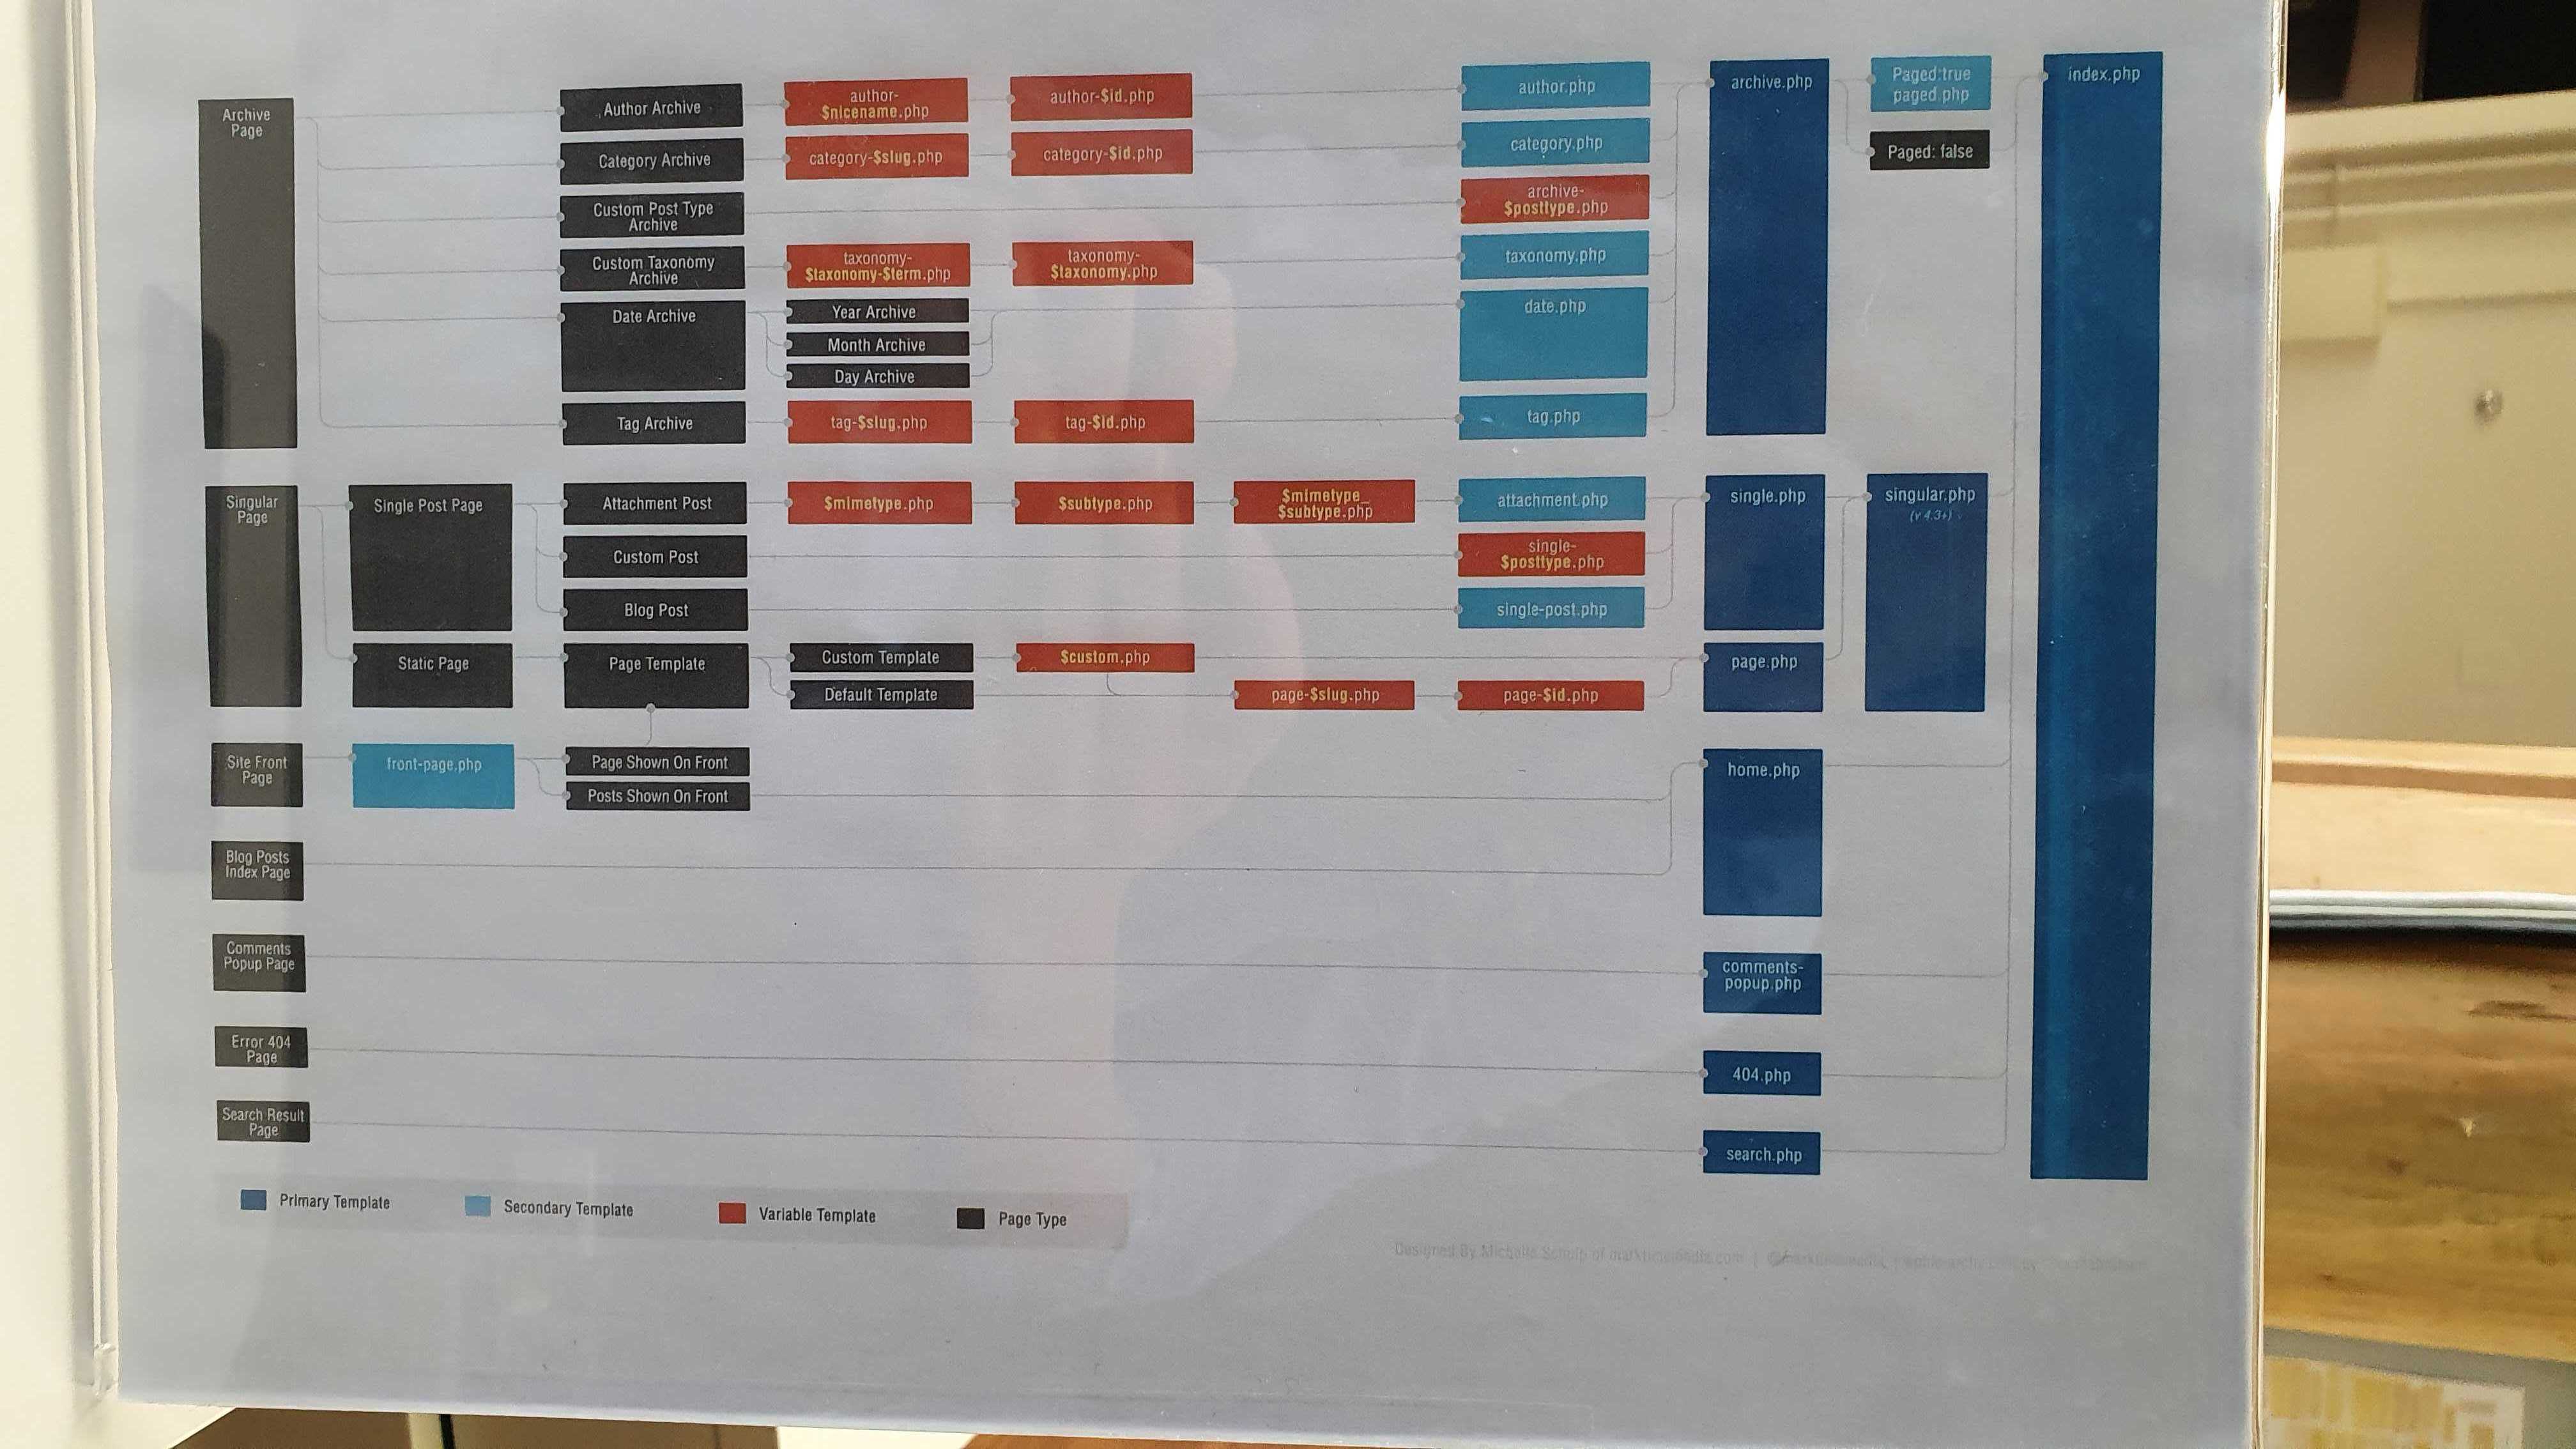 Archive
Page
Author Archive
author-
$nicename.php
author-$id.php
author.php
archive.php
Paged:true
paged.php
index.php
Category Archive
category-$slug.php
category-$id.php
category.php
Paged: false
Custom Post Type
Archive
archive-
$posttype.php
Custom Taxonomy
Archive
taxonomy-
$taxonomy-$term.php
taxonomy-
$taxonomy.php
taxonomy.php
Date Archive
Year Archive
Month Archive
Day Archive
date.php
Tag Archive
tag-$slug.php
tag-$id.php
tag.php
Singular
Page
Single Post Page
Attachment Post
$mimetype.php
$subtype.php
$mimetype_
$subtype.php
attachment.php
single.php
singular.php
(v 4.3+)
Custom Post
single-
$posttype.php
Blog Post
single-post.php
Static Page
Page Template
Custom Template
$custom.php
page.php
Default Template
page-$slug.php
page-$id.php
Site Front
Page
front-page.php
Page Shown On Front
Posts Shown On Front
home.php
Blog Posts
Index Page
Comments
Popup Page
comments-
popup.php
Error 404
Page
404.php
Search Result
Page
search.php
Primary Template
Secondary Template
Variable Template
Page Type
Designed By Michelle Schulp of